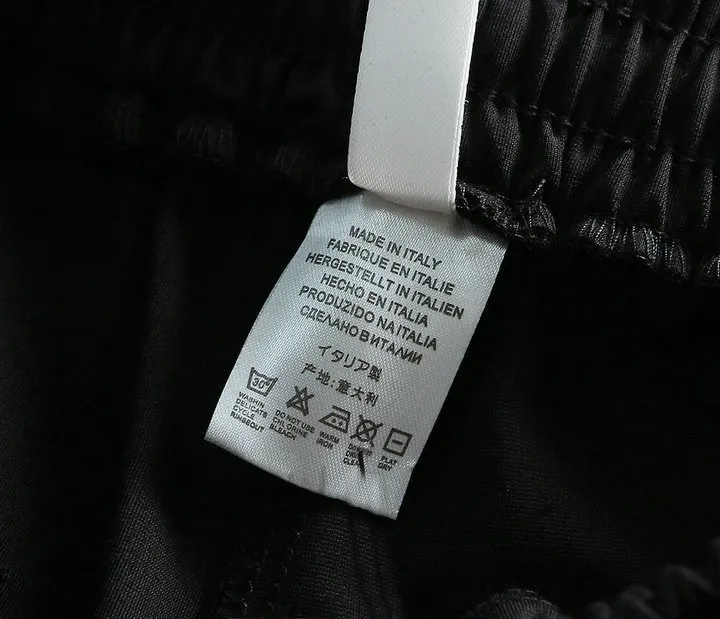 MADE IN ITALY
FABRIQUE EN ITALIE
HERGESTELLT IN ITALIEN
HECHO EN ITALIA
PRODUZIDO NA ITALIA
СДЕЛАНО В ИТАЛИИ
イタリア製
产地:意大利
30°
WASH IN
DELICATE
CYCLE
RINGEOUT
DO NOT USE
CHLORINE
BLEACH
WARM
IRON
FLAT
DRY